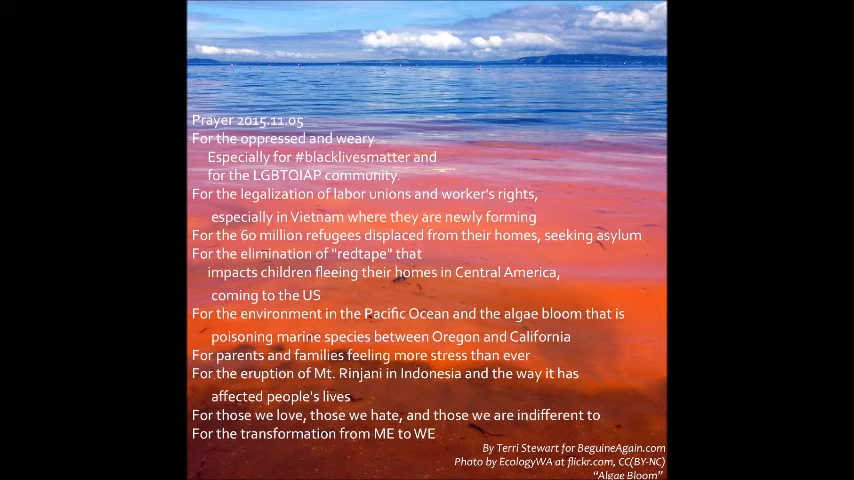 Prayer 2015.11.05
For the oppressed and weary
Especially for #blacklivesmatter and
for the LGBTQIAP community.
For the legalization of labor unions and worker's rights,
especially in Vietnam where they are newly forming
For the 60 million refugees displaced from their homes, seeking asylum
For the elimination of "redtape" that
impacts children fleeing their homes in Central America,
coming to the US
For the environment in the Pacific Ocean and the algae bloom that is
poisoning marine species between Oregon and California
For parents and families feeling more stress than ever
For the eruption of Mt. Rinjani in Indonesia and the way it has
affected people's lives
For those we love, those we hate, and those we are indifferent to
For the transformation from ME to WE
By Terri Stewart for BeguineAgain.com
Photo by EcologyWA at flickr.com, CC(BY-NC)
"Algae Bloom"